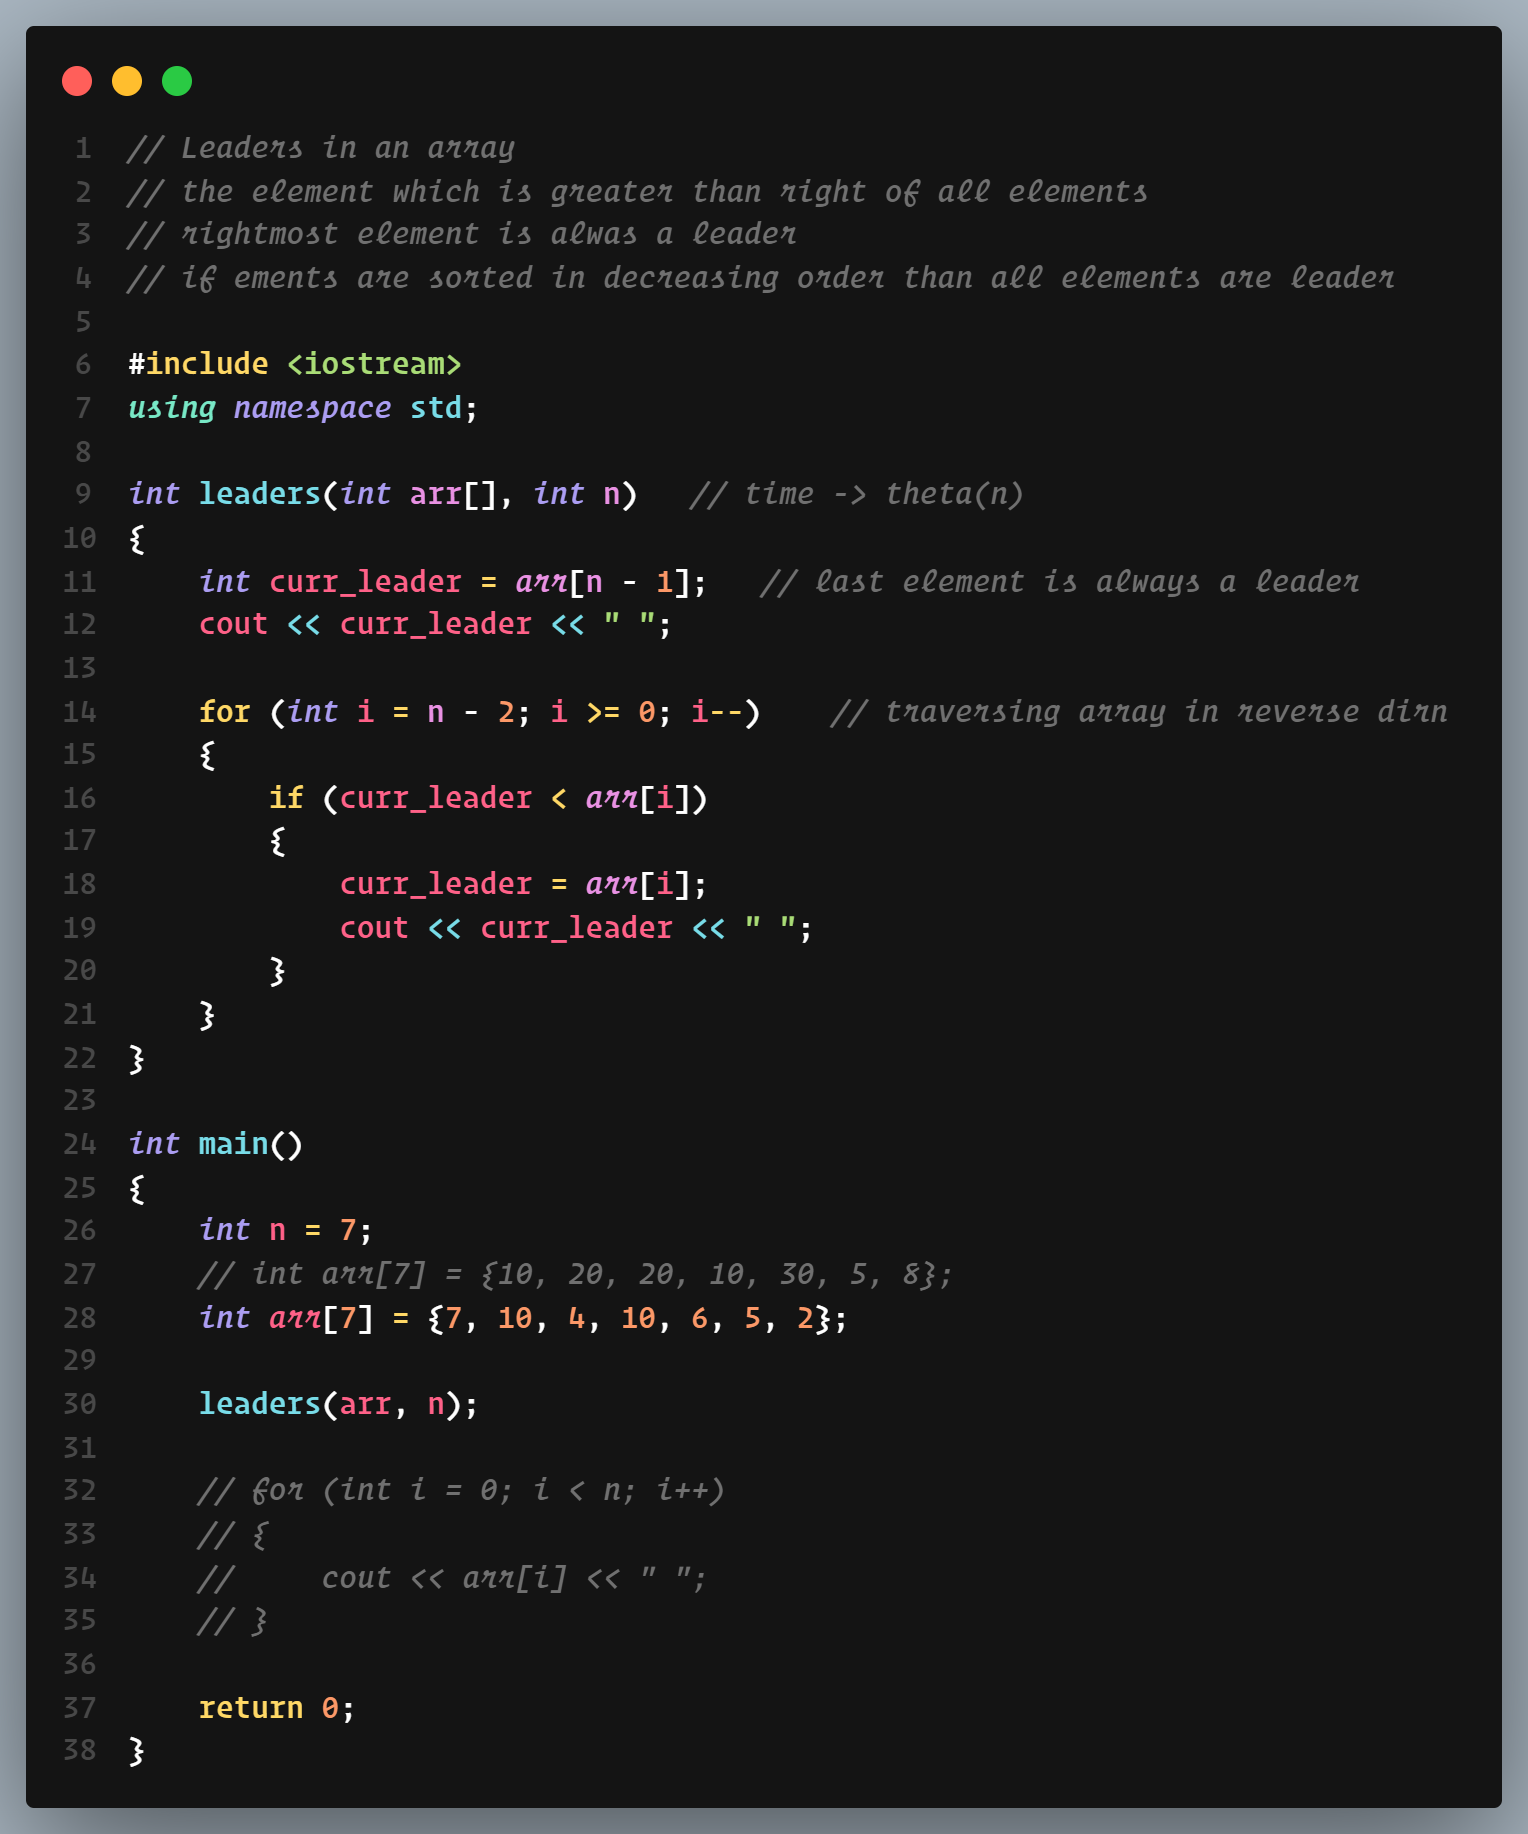 1 // Leaders in an array
2 // the element which is greater than right of all elements
3 // rightmost element is alwas a leader
4 // if ements are sorted in decreasing order than all elements are leader
5
6 #include <iostream>
7 using namespace std;
8
9 int leaders(int arr[], int n)   // time -> theta(n)
10 {
11     int curr_leader = arr[n - 1];   // last element is always a leader
12     cout << curr_leader << " ";
13
14     for (int i = n - 2; i >= 0; i--)    // traversing array in reverse dirn
15     {
16         if (curr_leader < arr[i])
17         {
18             curr_leader = arr[i];
19             cout << curr_leader << " ";
20         }
21     }
22 }
23
24 int main()
25 {
26     int n = 7;
27     // int arr[7] = {10, 20, 20, 10, 30, 5, 8};
28     int arr[7] = {7, 10, 4, 10, 6, 5, 2};
29
30     leaders(arr, n);
31
32     // for (int i = 0; i < n; i++)
33     // {
34     //     cout << arr[i] << " ";
35     // }
36
37     return 0;
38 }